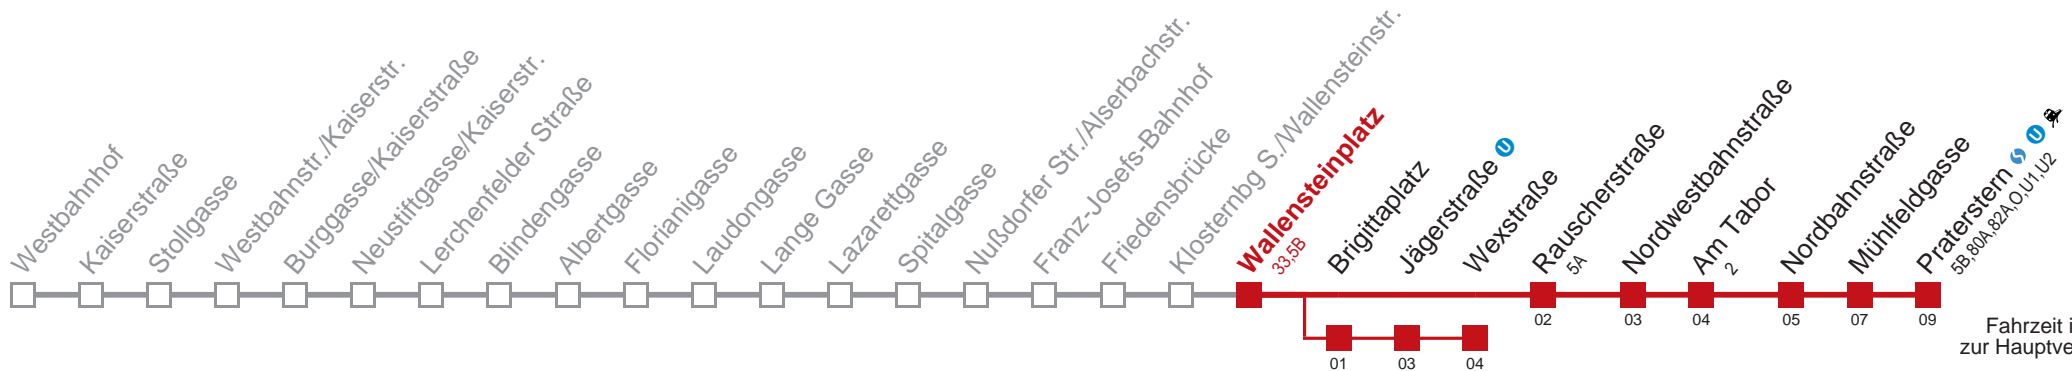 Westbahnhof
Kaiserstraße
Stollgasse
Westbahnstr./Kaiserstr.
Burggasse/Kaiserstraße
Neustiftgasse/Kaiserstr.
Lerchenfelder Straße
Blindengasse
Albertgasse
Florianigasse
Laudongasse
Lange Gasse
Lazarettgasse
Spitalgasse
Nußdorfer Str./Alserbachstr.
Franz-Josefs-Bahnhof
Friedensbrücke
Klosternbg S./Wallensteinstr.
Wallensteinplatz
33,5B
Brigittaplatz
Jägerstraße U
Wexstraße
Rauscherstraße
5A
Nordwestbahnstraße
Am Tabor
2
Nordbahnstraße
Mühlfeldgasse
Praterstern S U
5B,80A,82A,O,U1,U2
02 03 04 05 07 09
01 03 04
Fahrzeit i
zur Hauptve